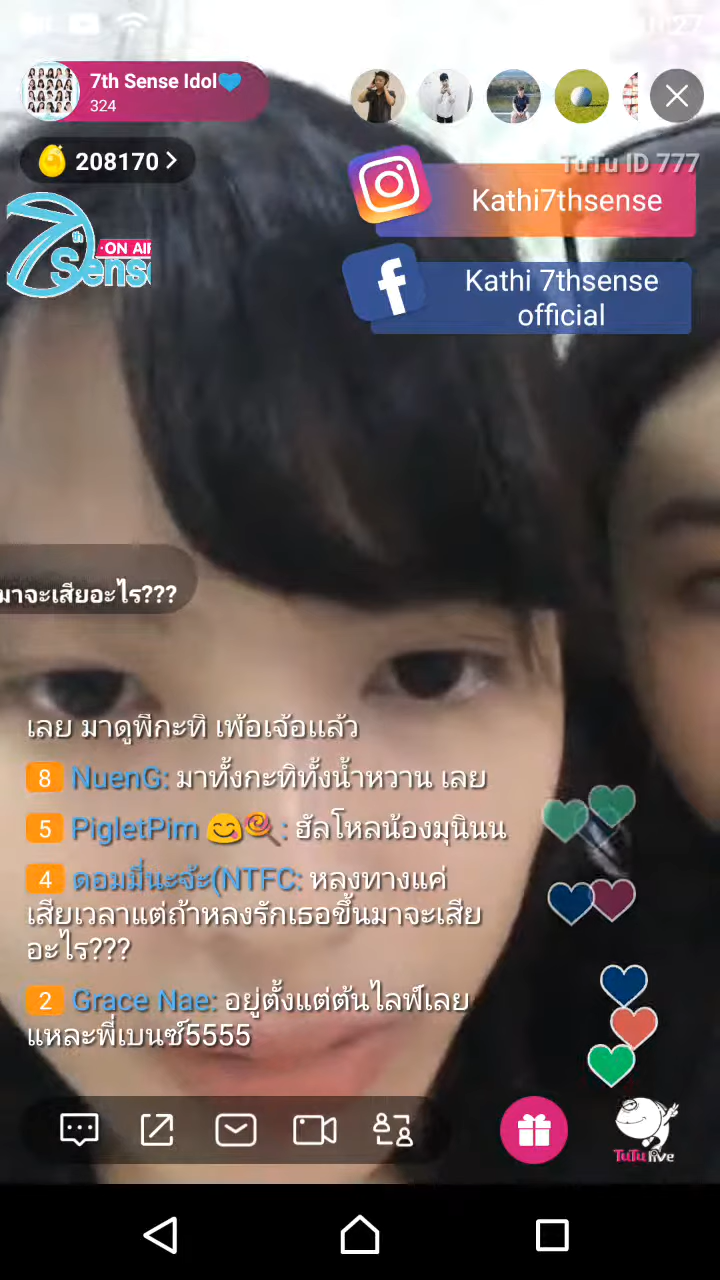 7th Sense Idol💙
324
208170
TuTu ID 777
Kathi7thsense
7th Sense
·ON AIR
Kathi 7thsense
official
มาจะเสียอะไร???
เลย มาดูพี่กะทิ เพ้อเจ้อแล้ว
8 NuenG: มาทั้งกะทิทั้งน้ำหวาน เลย
5 PigletPim 😋🍭: ฮัลโหลน้องมุนินน
4 ดอมมี่นะจ้ะ(NTFC: หลงทางแค่
เสียเวลาแต่ถ้าหลงรักเธอขึ้นมาจะเสีย
อะไร???
2 Grace Nae: อยู่ตั้งแต่ต้นไลฟ์เลย
แหละพี่เบนซ์5555
TuTu live